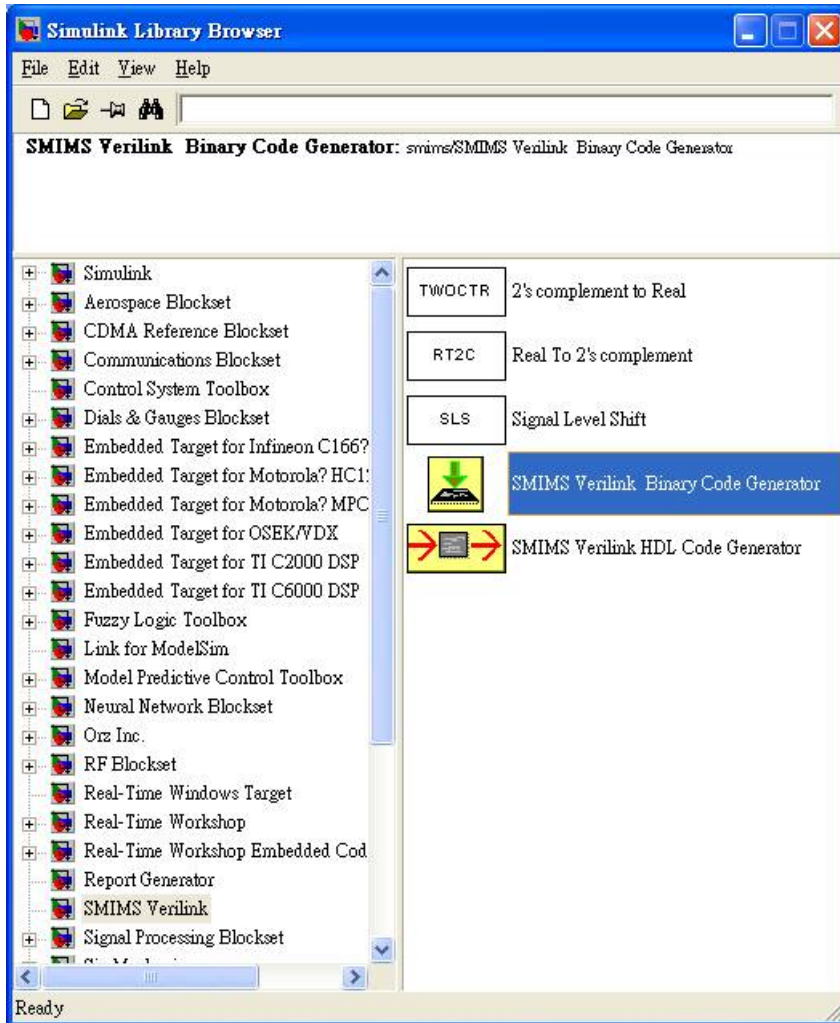 Simulink Library Browser
File Edit View Help
SMIMS Verilink Binary Code Generator: smims/SMIMS Verilink Binary Code Generator
Simulink
Aerospace Blockset
CDMA Reference Blockset
Communications Blockset
Control System Toolbox
Dials & Gauges Blockset
Embedded Target for Infineon C166?
Embedded Target for Motorola? HC1
Embedded Target for Motorola? MPC
Embedded Target for OSEK/VDX
Embedded Target for TI C2000 DSP
Embedded Target for TI C6000 DSP
Fuzzy Logic Toolbox
Link for ModelSim
Model Predictive Control Toolbox
Neural Network Blockset
Orz Inc.
RF Blockset
Real-Time Windows Target
Real-Time Workshop
Real-Time Workshop Embedded Cod
Report Generator
SMIMS Verilink
Signal Processing Blockset
TWOCTR 2's complement to Real
RT2C Real To 2's complement
SLS Signal Level Shift
SMIMS Verilink Binary Code Generator
SMIMS Verilink HDL Code Generator
Ready